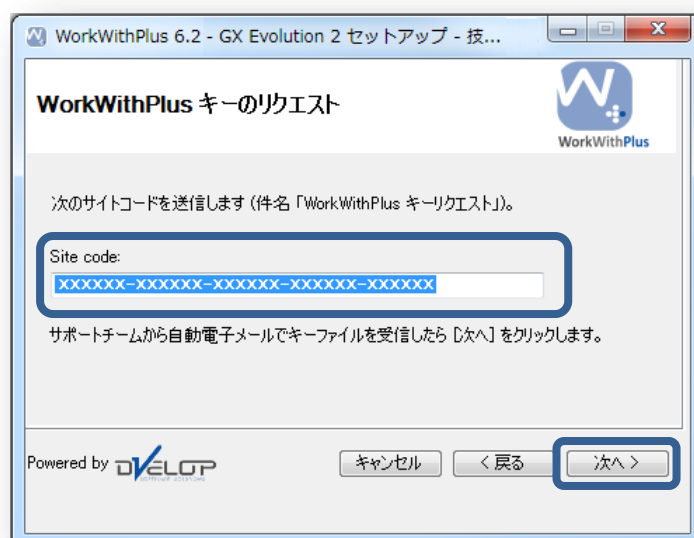 WorkWithPlus 6.2 - GX Evolution 2 セットアップ - 技...
WorkWithPlus キーのリクエスト
WorkWithPlus
次のサイトコードを送信します (件名「WorkWithPlus キーリクエスト」)。
Site code:
XXXXXX-XXXXXX-XXXXXX-XXXXXX-XXXXXX
サポートチームから自動電子メールでキーファイルを受信したら [次へ] をクリックします。
Powered by DVELOP
SOFTWARE SOLUTIONS
キャンセル
< 戻る
次へ >